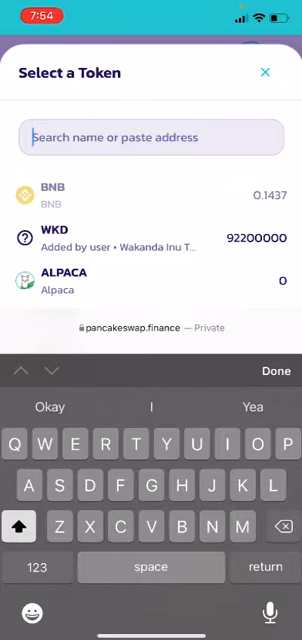 7:54
Select a Token
Search name or paste address
BNB
BNB
0.1437
WKD
Added by user • Wakanda Inu T...
92200000
ALPACA
Alpaca
0
pancakeswap.finance — Private
Done
Okay I Yea
Q W E R T Y U I O P
A S D F G H J K L
Z X C V B N M
123 space return